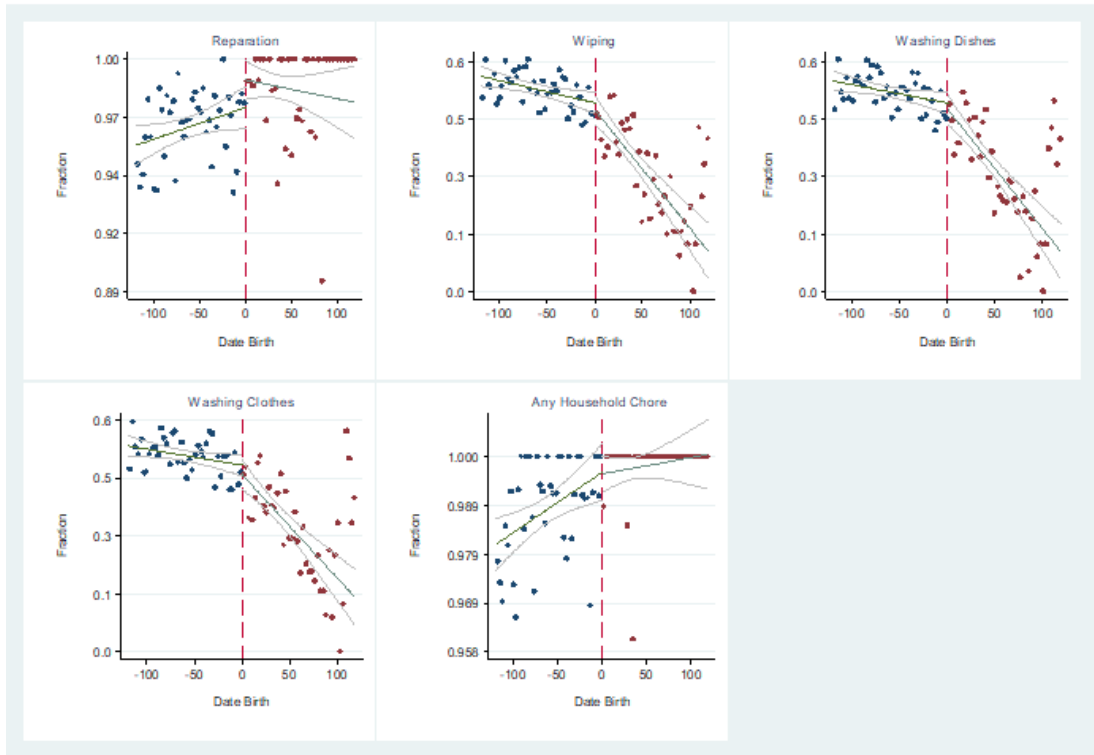 Reparation
1.00
0.97
0.94
0.92
0.89
Fraction
-100 -50 0 50 100
Date Birth
Wiping
0.6
0.5
0.3
0.1
0.0
Fraction
-100 -50 0 50 100
Date Birth
Washing Dishes
0.6
0.5
0.3
0.1
0.0
Fraction
-100 -50 0 50 100
Date Birth
Washing Clothes
0.6
0.5
0.3
0.1
0.0
Fraction
-100 -50 0 50 100
Date Birth
Any Household Chore
1.000
0.989
0.979
0.969
0.958
Fraction
-100 -50 0 50 100
Date Birth